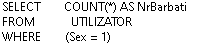 SELECT COUNT(*) AS NrBarbati
FROM UTILIZATOR
WHERE (Sex = 1)